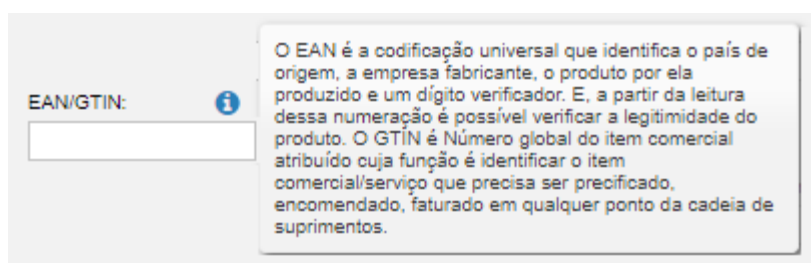 EAN/GTIN:
O EAN é a codificação universal que identifica o país de
origem, a empresa fabricante, o produto por ela
produzido e um dígito verificador. E, a partir da leitura
dessa numeração é possível verificar a legitimidade do
produto. O GTIN é Número global do item comercial
atribuído cuja função é identificar o item
comercial/serviço que precisa ser precificado,
encomendado, faturado em qualquer ponto da cadeia de
suprimentos.